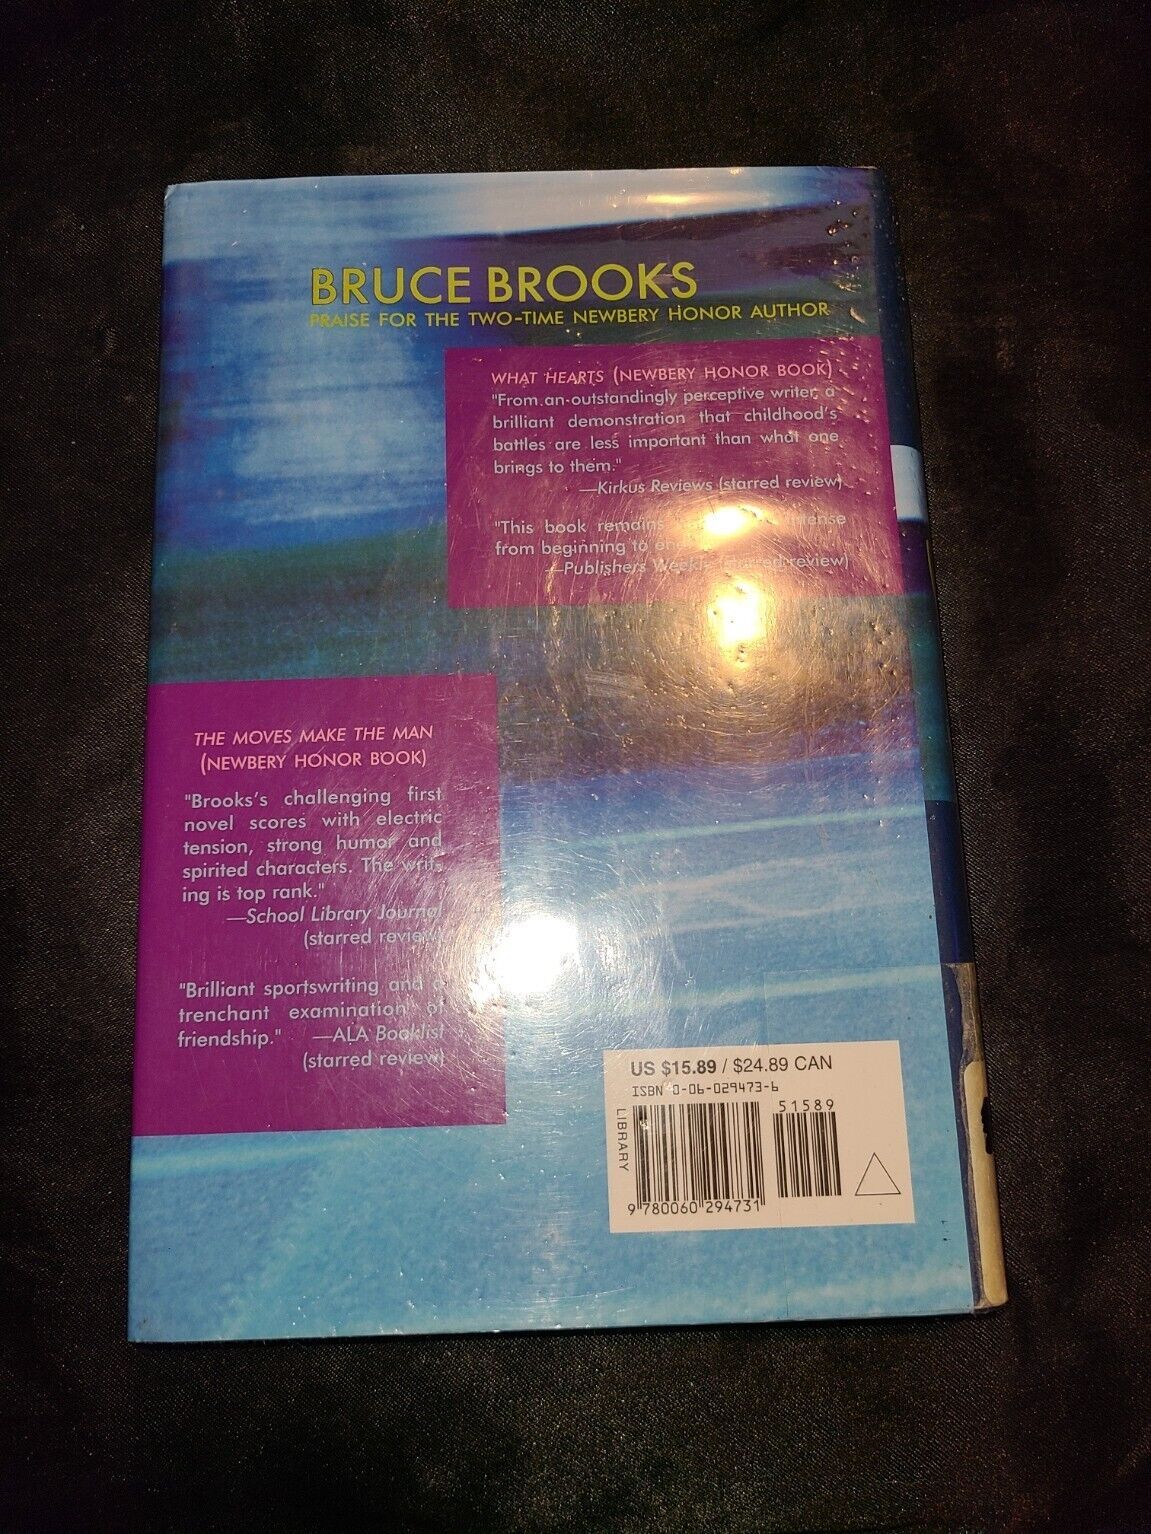 BRUCE BROOKS
PRAISE FOR THE TWO-TIME NEWBERY HONOR AUTHOR
WHAT HEARTS (NEWBERY HONOR BOOK)
"From an outstandingly perceptive writer, a
brilliant demonstration that childhood's
battles are less important than what one
brings to them."
—Kirkus Reviews (starred review)
"This book remains
from beginning to
—Publishers Weekly (starred review)
THE MOVES MAKE THE MAN
(NEWBERY HONOR BOOK)
"Brooks's challenging first
novel scores with electric
tension, strong humor and
spirited characters. The writ-
ing is top rank."
—School Library Journal
(starred review)
"Brilliant sportswriting and a
trenchant examination of
friendship." —ALA Booklist
(starred review)
US $15.89 / $24.89 CAN
ISBN 0-06-029473-6
51589
LIBRARY
9 780060 294731